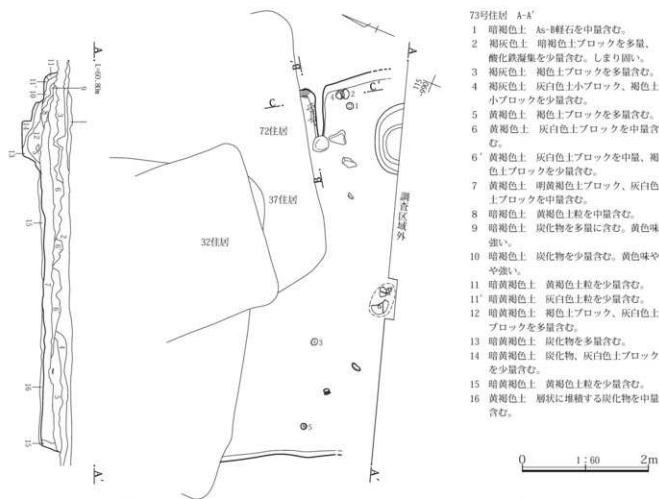 73号住居 A-A'
1 暗褐色土 As-B軽石を中量含む。
2 褐灰色土 暗褐色土ブロックを多量、
酸化鉄凝集を少量含む。しまり固い。
3 褐灰色土 褐色土ブロックを多量含む。
4 褐灰色土 灰白色土小ブロック、褐色土
小ブロックを少量含む。
5 黄褐色土 褐色土ブロックを多量含む。
6 黄褐色土 灰白色土ブロックを中量含
む。
6' 黄褐色土 灰白色土ブロックを中量、褐
色土ブロックを少量含む。
7 黄褐色土 明黄褐色土ブロック、灰白色
土ブロックを中量含む。
8 暗褐色土 黄褐色土粒を中量含む。
9 暗褐色土 炭化物を多量に含む。黄色味
強い。
10 暗褐色土 炭化物を少量含む。黄色味や
や強い。
11 暗黄褐色土 黄褐色土粒を少量含む。
11' 暗黄褐色土 灰白色土粒を少量含む。
12 暗黄褐色土 褐色土ブロック、灰白色土
ブロックを多量含む。
13 暗黄褐色土 炭化物を多量含む。
14 暗黄褐色土 炭化物、灰白色土ブロック
を少量含む。
15 暗黄褐色土 黄褐色土粒を少量含む。
16 黄褐色土 層状に堆積する炭化物を中量
含む。
0 1:60 2m
A
L=60.80m
A'
A
A'
B
B'
C
C'
72住居
37住居
32住居
調査区域外
115
-990
1
2
3
5
11
9
1
13
15
16
15